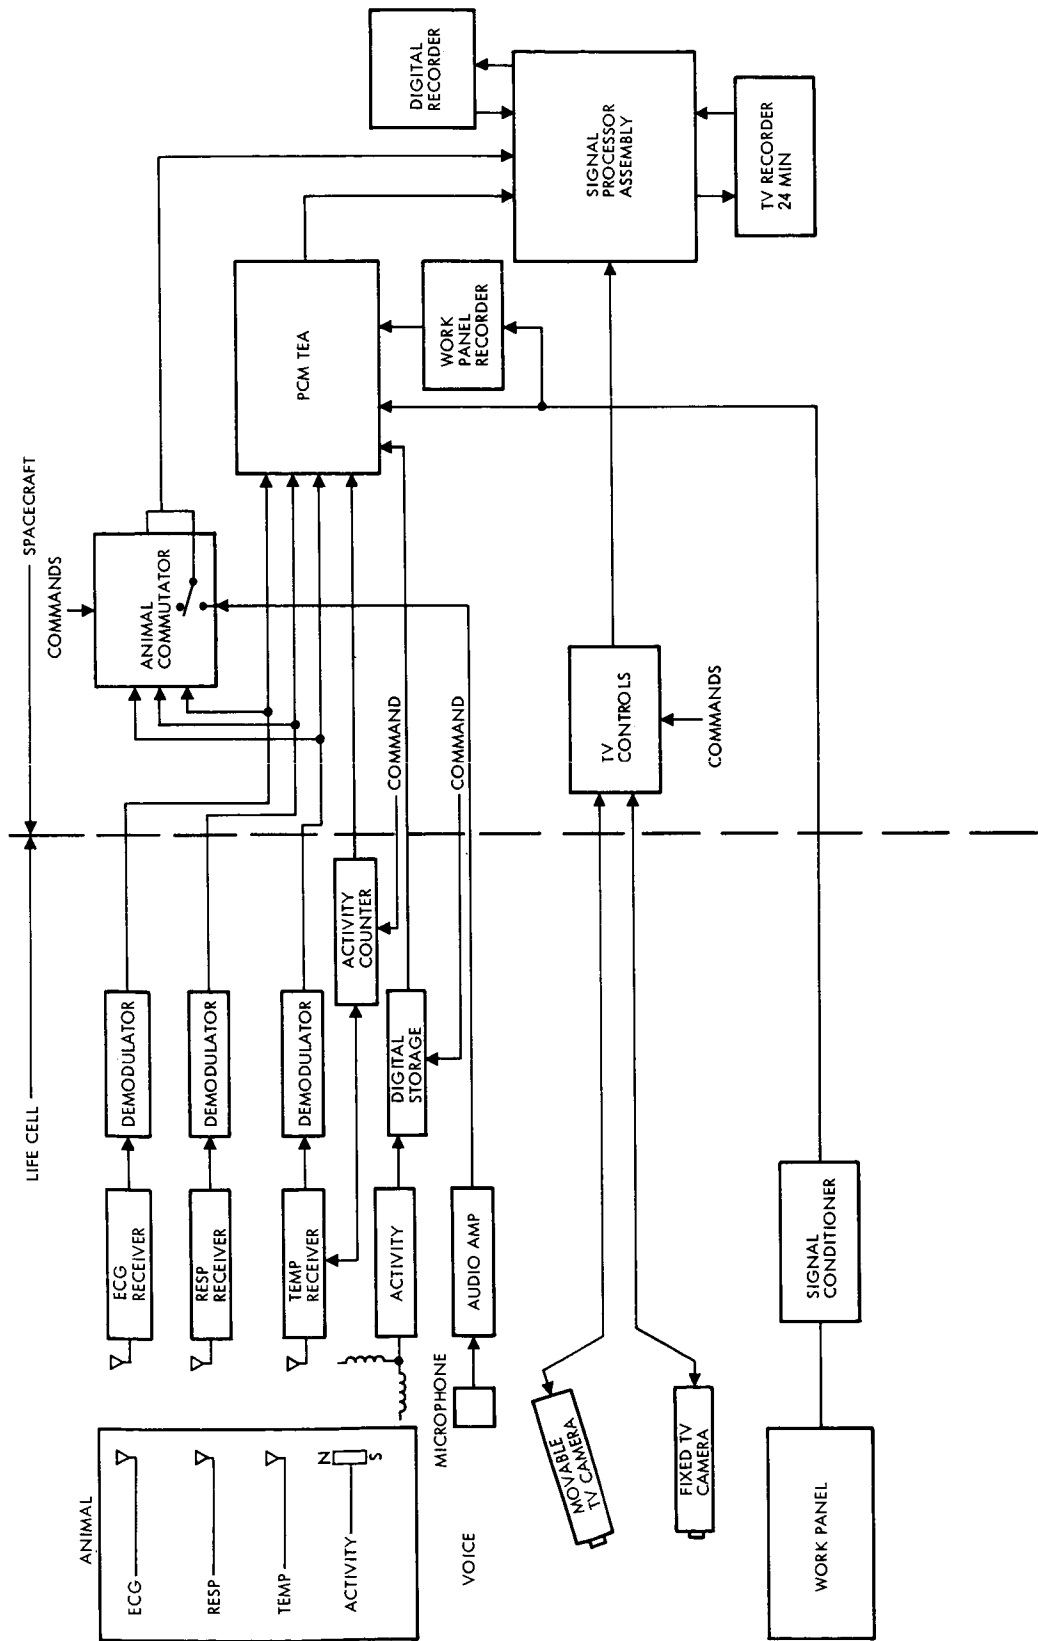 LIFE CELL
SPACECRAFT
ANIMAL
ECG
RESP
TEMP
ACTIVITY
N
S
VOICE
MICROPHONE
ECG
RECEIVER
RESP
RECEIVER
TEMP
RECEIVER
ACTIVITY
AUDIO AMP
DEMODULATOR
DEMODULATOR
DEMODULATOR
DIGITAL
STORAGE
ACTIVITY
COUNTER
COMMAND
COMMAND
COMMANDS
ANIMAL
COMMUTATOR
PCM TEA
WORK
PANEL
RECORDER
DIGITAL
RECORDER
SIGNAL
PROCESSOR
ASSEMBLY
TV RECORDER
24 MIN
MOVABLE
TV CAMERA
FIXED TV
CAMERA
TV
CONTROLS
COMMANDS
WORK PANEL
SIGNAL
CONDITIONER